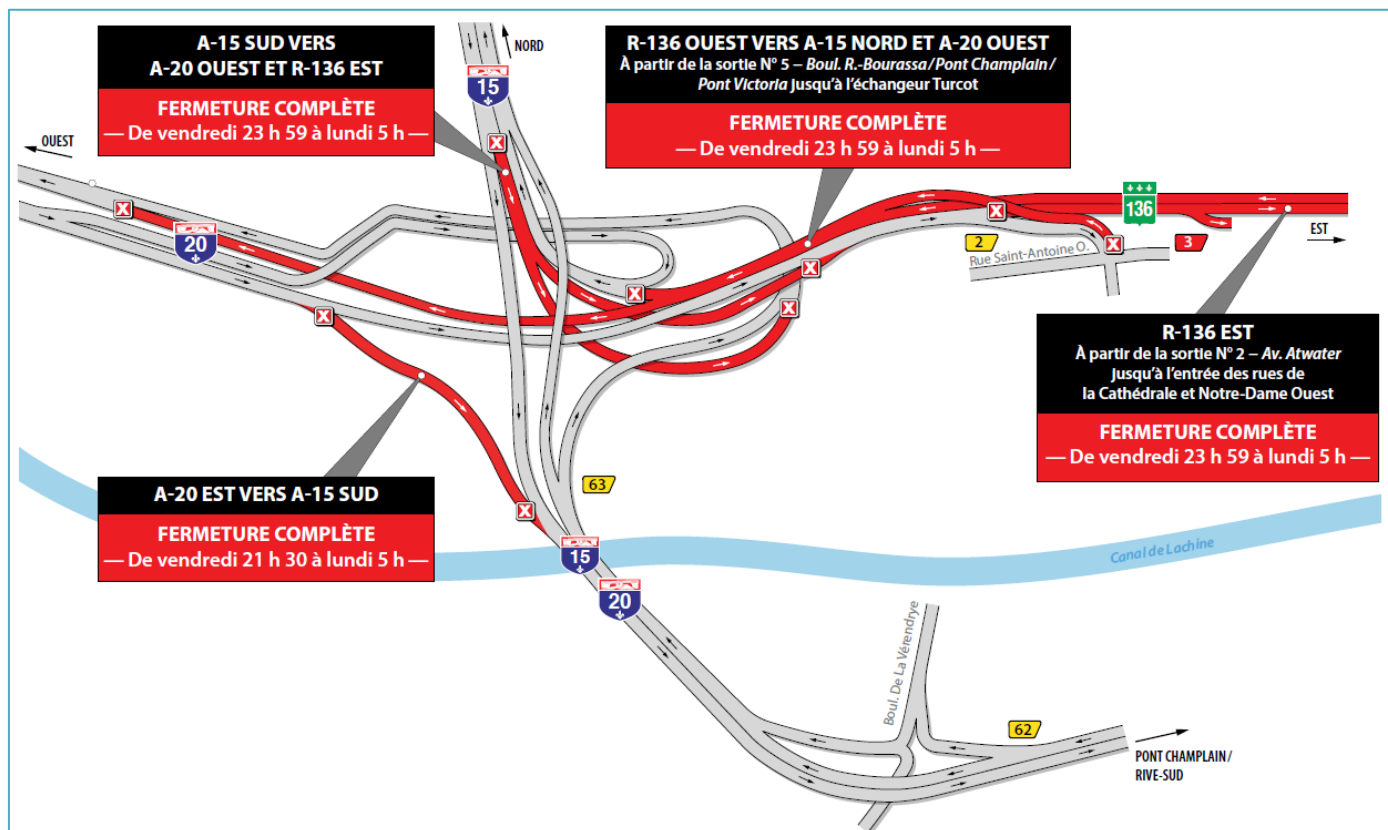 A-15 SUD VERS
A-20 OUEST ET R-136 EST
FERMETURE COMPLÈTE
— De vendredi 23 h 59 à lundi 5 h —
NORD
15
R-136 OUEST VERS A-15 NORD ET A-20 OUEST
À partir de la sortie N° 5 – Boul. R.-Bourassa/Pont Champlain/
Pont Victoria jusqu'à l'échangeur Turcot
FERMETURE COMPLÈTE
— De vendredi 23 h 59 à lundi 5 h —
OUEST
20
136
EST
2
3
Rue Saint-Antoine O.
R-136 EST
À partir de la sortie N° 2 – Av. Atwater
jusqu'à l'entrée des rues de
la Cathédrale et Notre-Dame Ouest
FERMETURE COMPLÈTE
— De vendredi 23 h 59 à lundi 5 h —
A-20 EST VERS A-15 SUD
FERMETURE COMPLÈTE
— De vendredi 21 h 30 à lundi 5 h —
63
15
20
Canal de Lachine
Boul. De La Vérendrye
62
PONT CHAMPLAIN/
RIVE-SUD